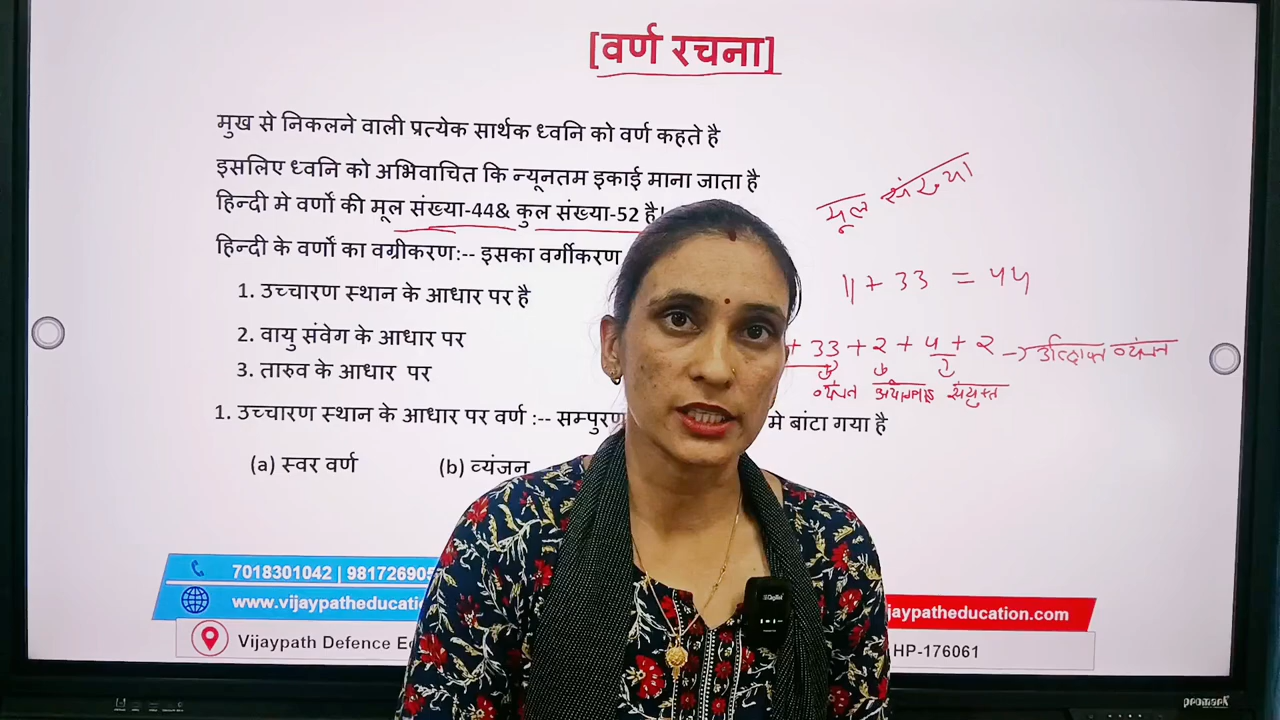 [वर्ण रचना]
मुख से निकलने वाली प्रत्येक सार्थक ध्वनि को वर्ण कहते है
इसलिए ध्वनि को अभिवाचित कि न्यूनतम इकाई माना जाता है
हिन्दी मे वर्णो की मूल संख्या-44& कुल संख्या-52 है।
हिन्दी के वर्णो का वग्रीकरण:-- इसका वर्गीकरण
1. उच्चारण स्थान के आधार पर है
2. वायु संवेग के आधार पर
3. तारुव के आधार पर
1. उच्चारण स्थान के आधार पर वर्ण :-- सम्पुरण मे बांटा गया है
(a) स्वर वर्ण (b) व्यंजन
मूल संख्या
11 + 33 = 44
+ 33 + 2 + 4 + 2 → व्यंजन
व्यंजन संयुक्त
7018301042 | 981726905
www.vijaypatheducati jaypatheducation.com
Vijaypath Defence E HP-176061
promark